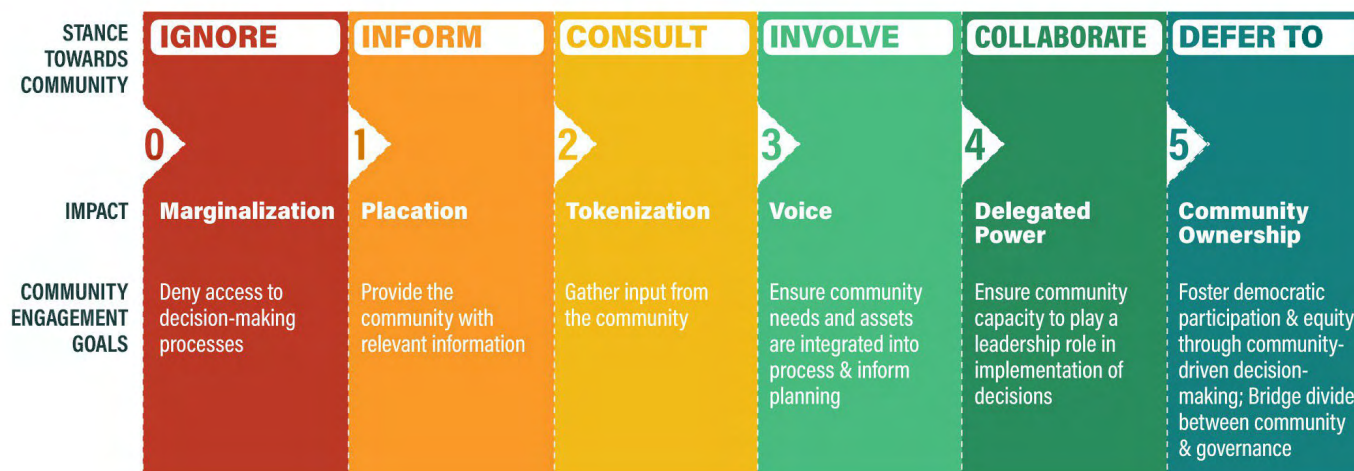 STANCE
TOWARDS
COMMUNITY
IGNORE
INFORM
CONSULT
INVOLVE
COLLABORATE
DEFER TO
0
1
2
3
4
5
IMPACT
Marginalization
Placation
Tokenization
Voice
Delegated
Power
Community
Ownership
COMMUNITY
ENGAGEMENT
GOALS
Deny access to
decision-making
processes
Provide the
community with
relevant information
Gather input from
the community
Ensure community
needs and assets
are integrated into
process & inform
planning
Ensure community
capacity to play a
leadership role in
implementation of
decisions
Foster democratic
participation & equity
through community-
driven decision-
making; Bridge divide
between community
& governance